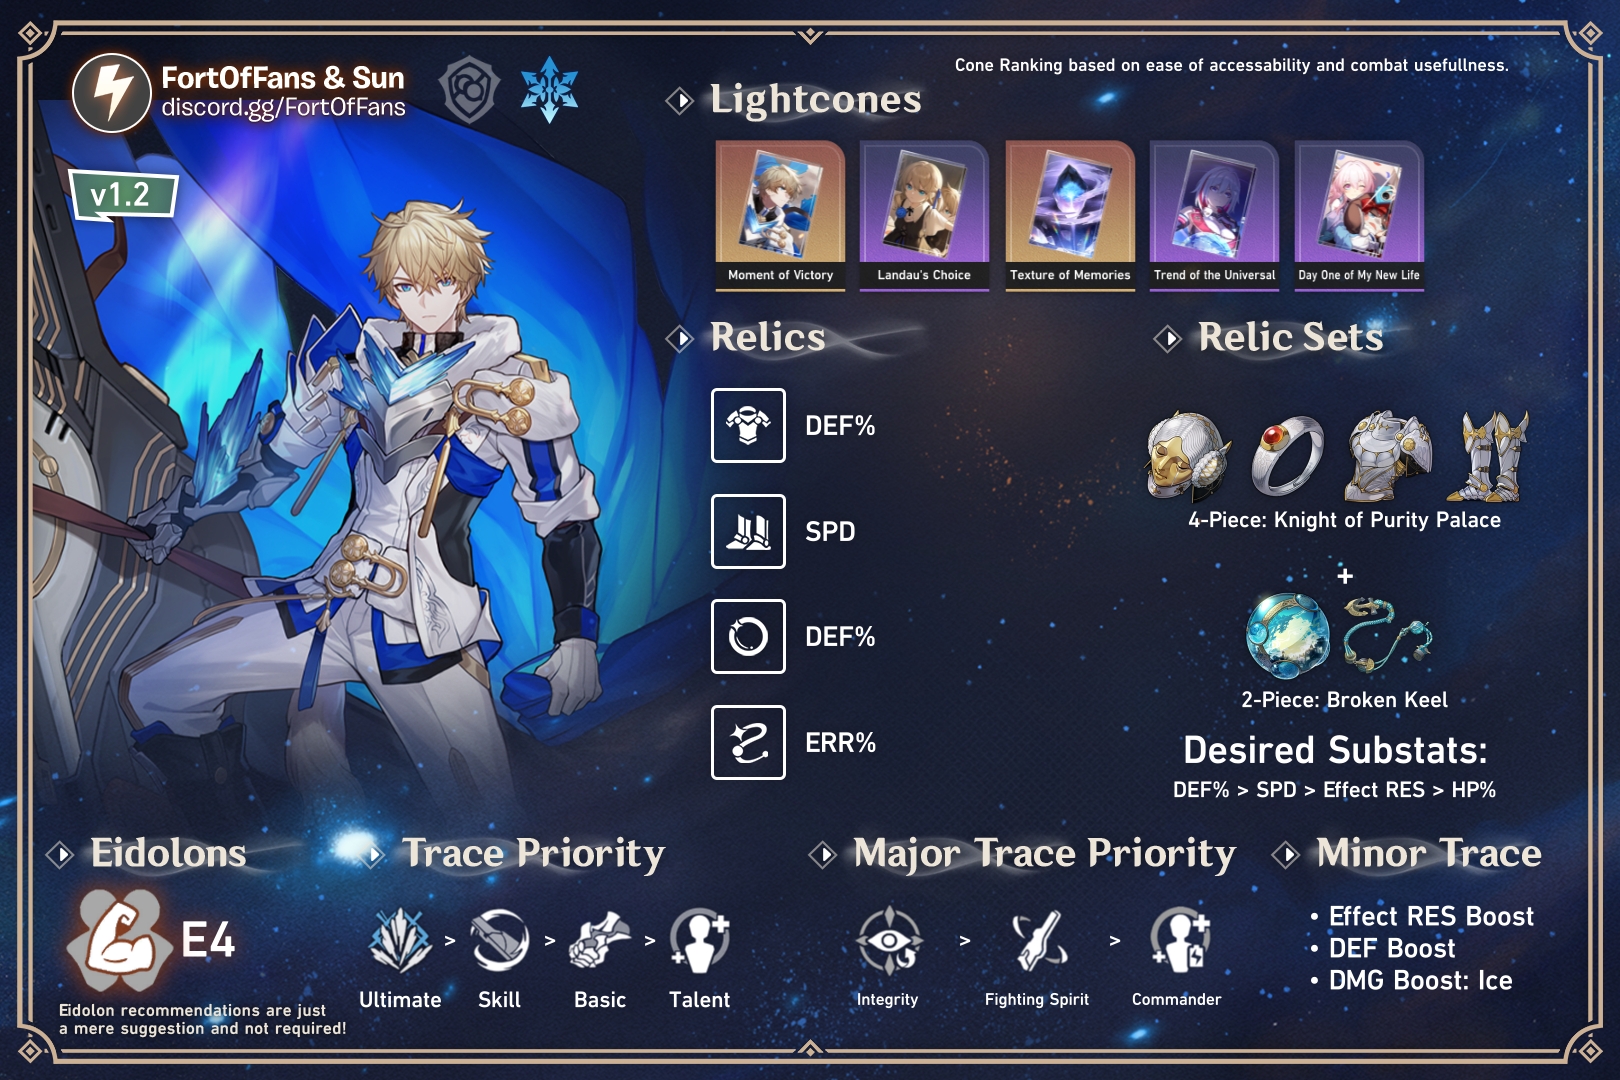 FortOfFans & Sun
discord.gg/FortOfFans
v1.2
Cone Ranking based on ease of accessability and combat usefullness.
Lightcones
Moment of Victory
Landau's Choice
Texture of Memories
Trend of the Universal
Day One of My New Life
Relics
DEF%
SPD
DEF%
ERR%
Relic Sets
4-Piece: Knight of Purity Palace
+
2-Piece: Broken Keel
Desired Substats:
DEF% > SPD > Effect RES > HP%
Eidolons
E4
Eidolon recommendations are just
a mere suggestion and not required!
Trace Priority
> > >
Ultimate Skill Basic Talent
Major Trace Priority
> >
Integrity Fighting Spirit Commander
Minor Trace
• Effect RES Boost
• DEF Boost
• DMG Boost: Ice